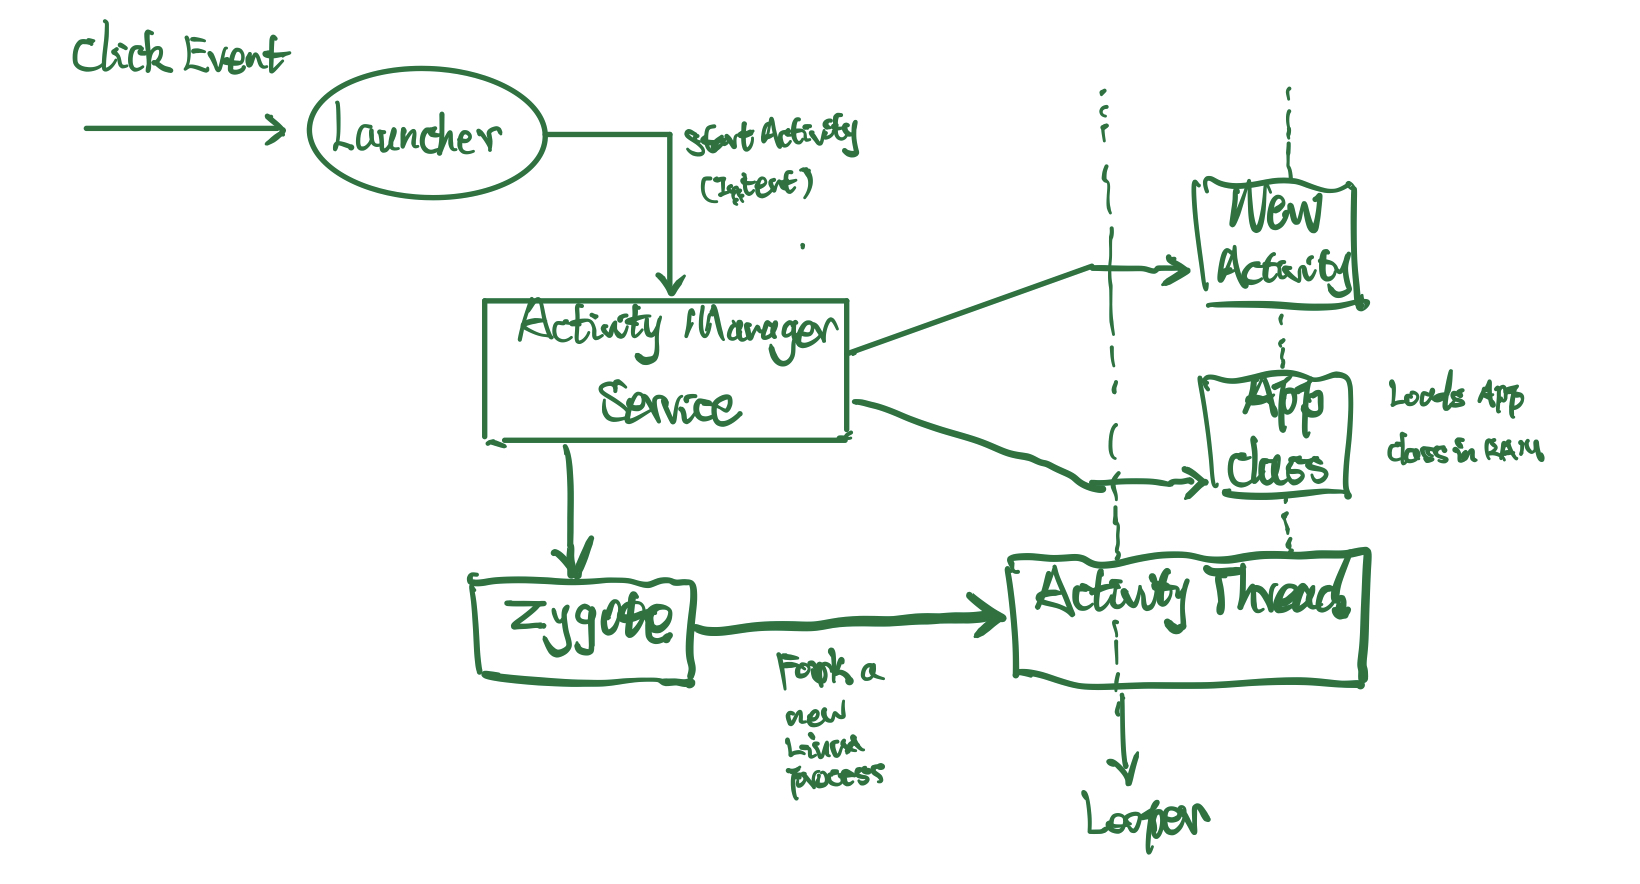 Click Event
Launcher
Start Activity
(Intent)
New
Activity
Activity Manager
Service
App
class
Loads App
class in RAM
Zygote
Activity Thread
Fork a
new
Linux
process
Looper